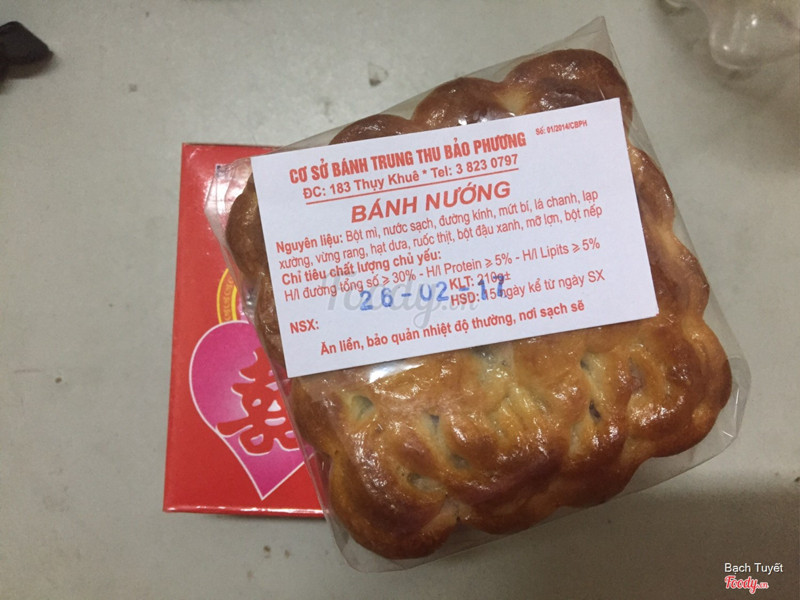 Số: 01/2014/CBPH
CƠ SỞ BÁNH TRUNG THU BẢO PHƯƠNG
ĐC: 183 Thụy Khuê * Tel: 3 823 0797
BÁNH NƯỚNG
Nguyên liệu: Bột mì, nước sạch, đường kính, mứt bí, lá chanh, lạp
xường, vừng rang, hạt dưa, ruốc thịt, bột đậu xanh, mỡ lợn, bột nếp
Chỉ tiêu chất lượng chủ yếu:
H/l đường tổng số ≥ 30% - H/l Protein ≥ 5% - H/l Lipits ≥ 5%
KLT: 210g±
26-02-17
NSX:
HSD: 15 ngày kể từ ngày SX
Ăn liền, bảo quản nhiệt độ thường, nơi sạch sẽ
Foody.vn
Bạch Tuyết
Foody.vn